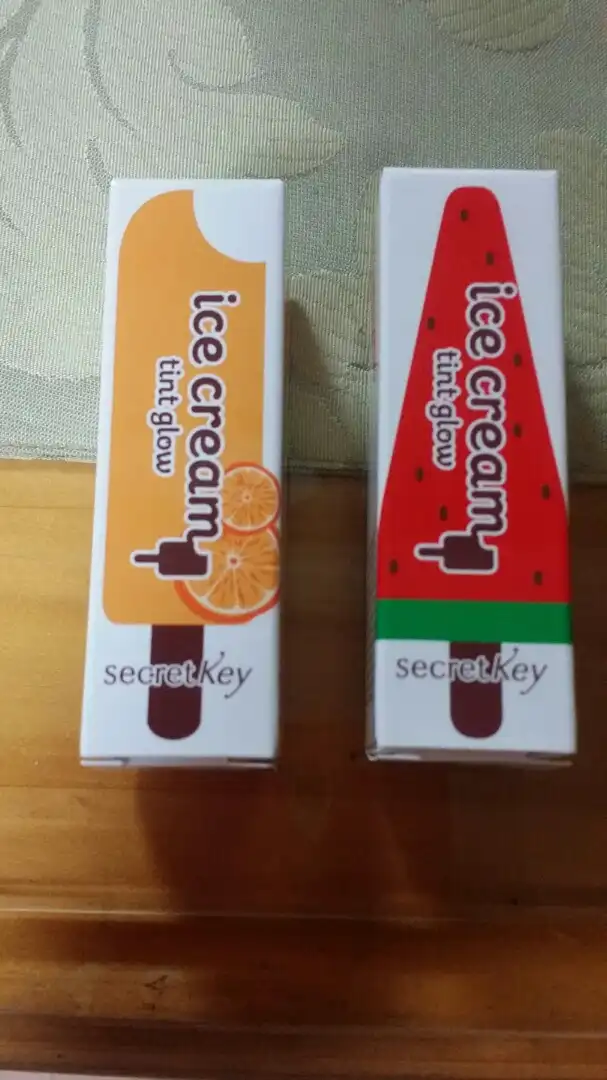 ice cream
tint glow
secretKey
ice cream
tint glow
secretKey